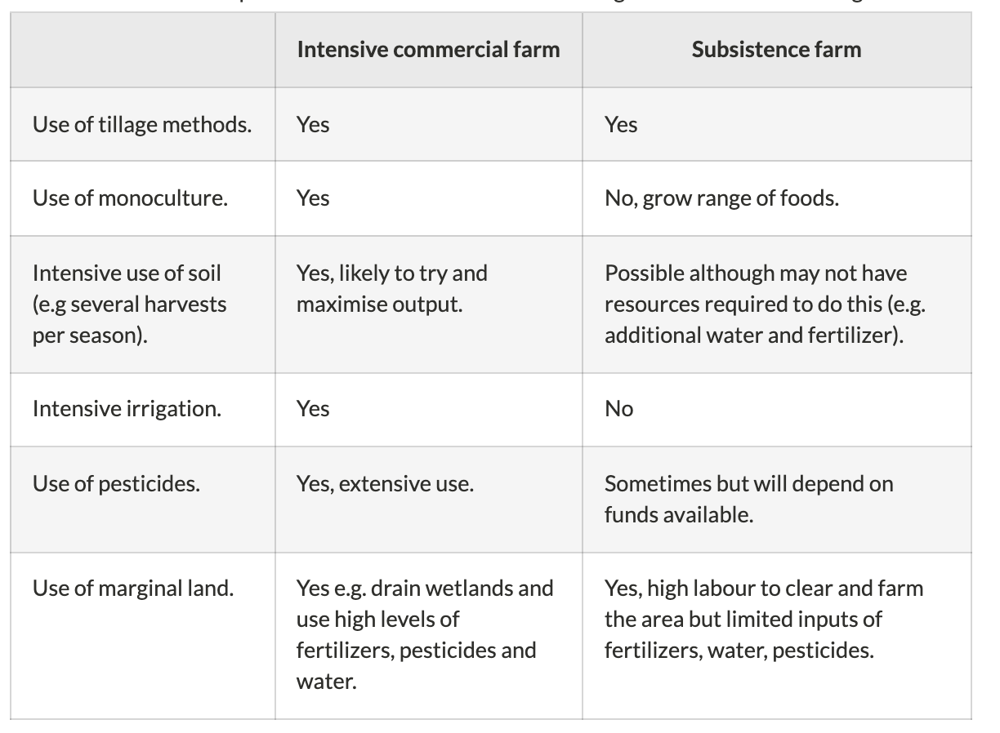 Intensive commercial farm
Subsistence farm
Use of tillage methods.
Yes
Yes
Use of monoculture.
Yes
No, grow range of foods.
Intensive use of soil
(e.g several harvests
per season).
Yes, likely to try and
maximise output.
Possible although may not have
resources required to do this (e.g.
additional water and fertilizer).
Intensive irrigation.
Yes
No
Use of pesticides.
Yes, extensive use.
Sometimes but will depend on
funds available.
Use of marginal land.
Yes e.g. drain wetlands and
use high levels of
fertilizers, pesticides and
water.
Yes, high labour to clear and farm
the area but limited inputs of
fertilizers, water, pesticides.